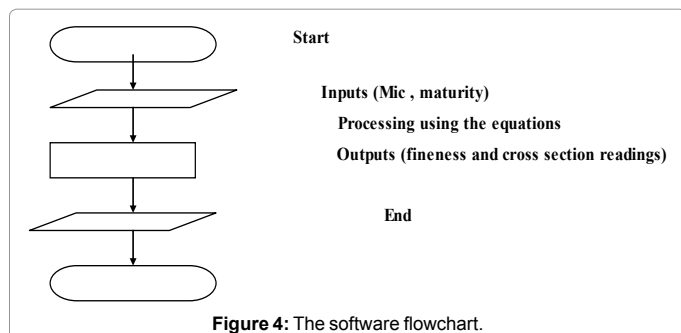 Start
Inputs (Mic , maturity)
Processing using the equations
Outputs (fineness and cross section readings)
End
Figure 4: The software flowchart.